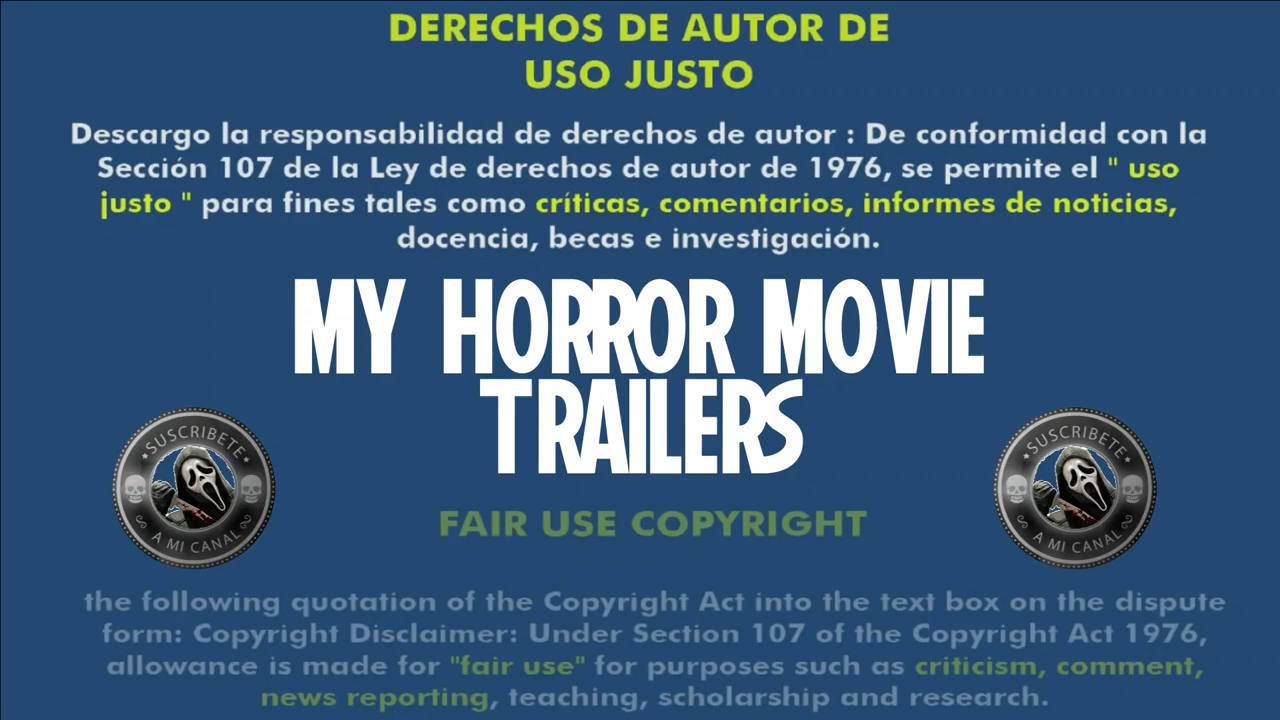 DERECHOS DE AUTOR DE
USO JUSTO
Descargo la responsabilidad de derechos de autor : De conformidad con la
Sección 107 de la Ley de derechos de autor de 1976, se permite el " uso
justo " para fines tales como críticas, comentarios, informes de noticias,
docencia, becas e investigación.
MY HORROR MOVIE
TRAILERS
SUSCRIBETE
A MI CANAL
SUSCRIBETE
A MI CANAL
FAIR USE COPYRIGHT
the following quotation of the Copyright Act into the text box on the dispute
form: Copyright Disclaimer: Under Section 107 of the Copyright Act 1976,
allowance is made for "fair use" for purposes such as criticism, comment,
news reporting, teaching, scholarship and research.